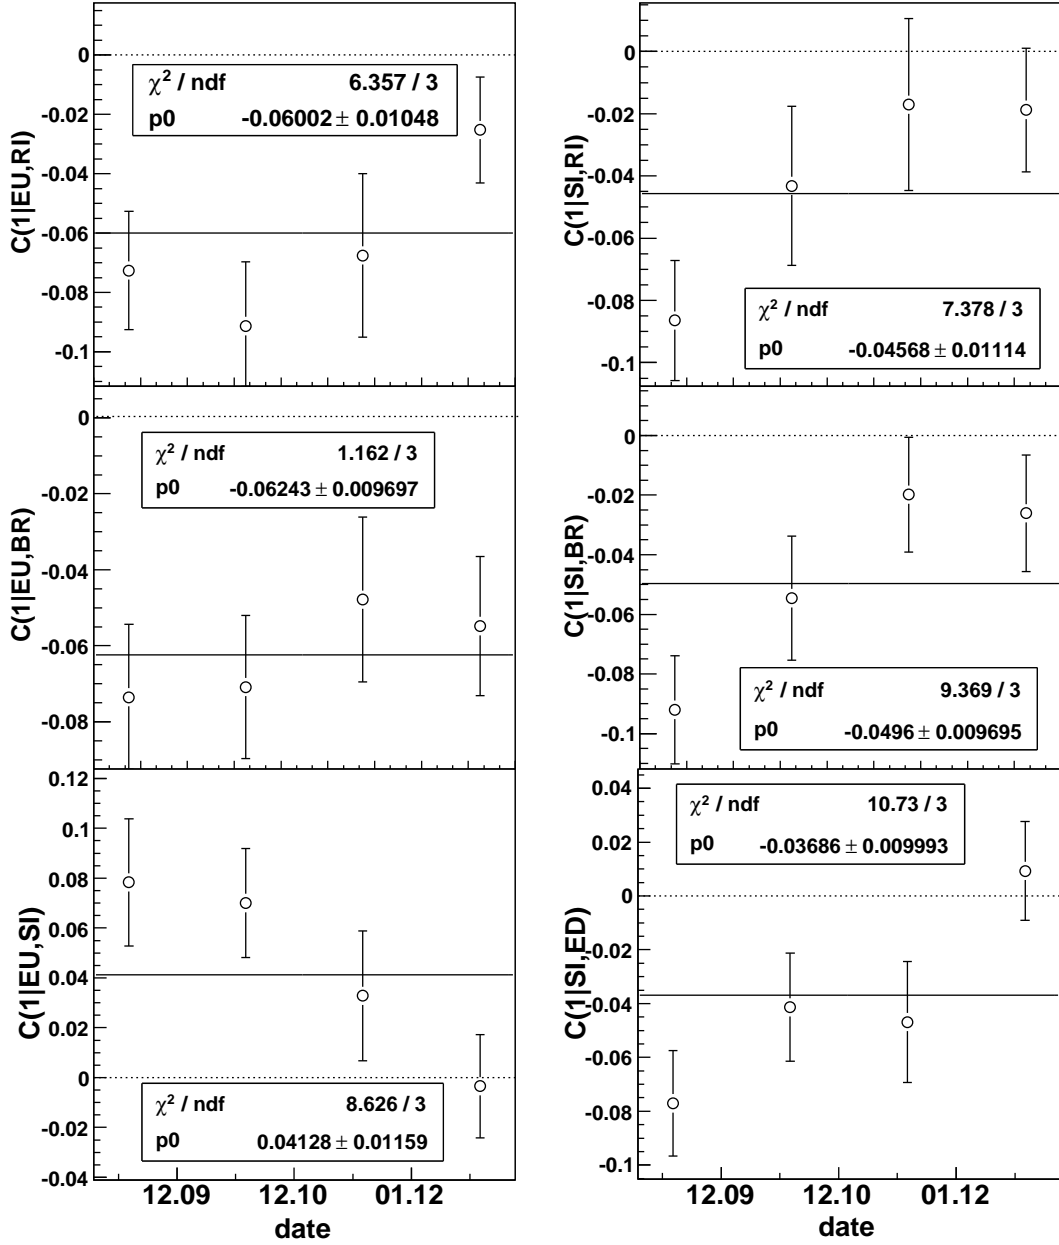 C(1|EU,RI)
0
-0.02
-0.04
-0.06
-0.08
-0.1
χ² / ndf 6.357 / 3
p0 -0.06002 ± 0.01048
C(1|SI,RI)
0
-0.02
-0.04
-0.06
-0.08
-0.1
χ² / ndf 7.378 / 3
p0 -0.04568 ± 0.01114
C(1|EU,BR)
0
-0.02
-0.04
-0.06
-0.08
χ² / ndf 1.162 / 3
p0 -0.06243 ± 0.009697
C(1|SI,BR)
0
-0.02
-0.04
-0.06
-0.08
-0.1
χ² / ndf 9.369 / 3
p0 -0.0496 ± 0.009695
C(1|EU,SI)
0.12
0.1
0.08
0.06
0.04
0.02
0
-0.02
-0.04
χ² / ndf 8.626 / 3
p0 0.04128 ± 0.01159
12.09 12.10 01.12
date
C(1|SI,ED)
0.04
0.02
0
-0.02
-0.04
-0.06
-0.08
-0.1
χ² / ndf 10.73 / 3
p0 -0.03686 ± 0.009993
12.09 12.10 01.12
date